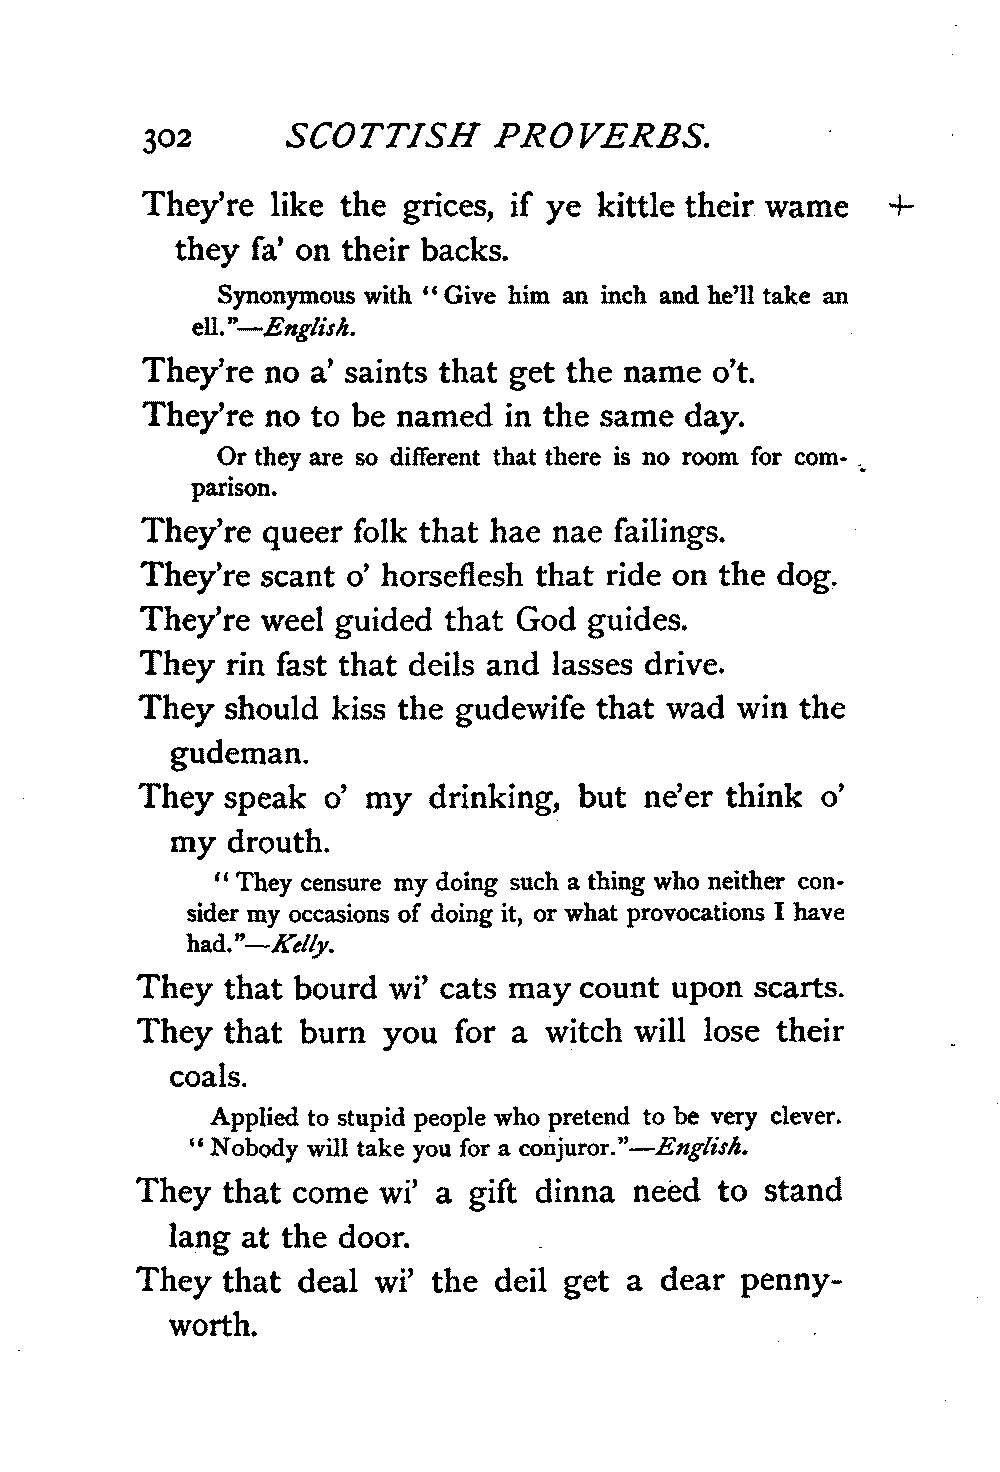 302 SCOTTISH PROVERBS.
They're like the grices, if ye kittle their wame +
they fa' on their backs.
Synonymous with "Give him an inch and he'll take an
ell."—English.
They're no a' saints that get the name o't.
They're no to be named in the same day.
Or they are so different that there is no room for com-
parison.
They're queer folk that hae nae failings.
They're scant o' horseflesh that ride on the dog.
They're weel guided that God guides.
They rin fast that deils and lasses drive.
They should kiss the gudewife that wad win the
gudeman.
They speak o' my drinking, but ne'er think o'
my drouth.
"They censure my doing such a thing who neither con-
sider my occasions of doing it, or what provocations I have
had."—Kelly.
They that bourd wi' cats may count upon scarts.
They that burn you for a witch will lose their
coals.
Applied to stupid people who pretend to be very clever.
"Nobody will take you for a conjuror."—English.
They that come wi' a gift dinna need to stand
lang at the door.
They that deal wi' the deil get a dear penny-
worth.